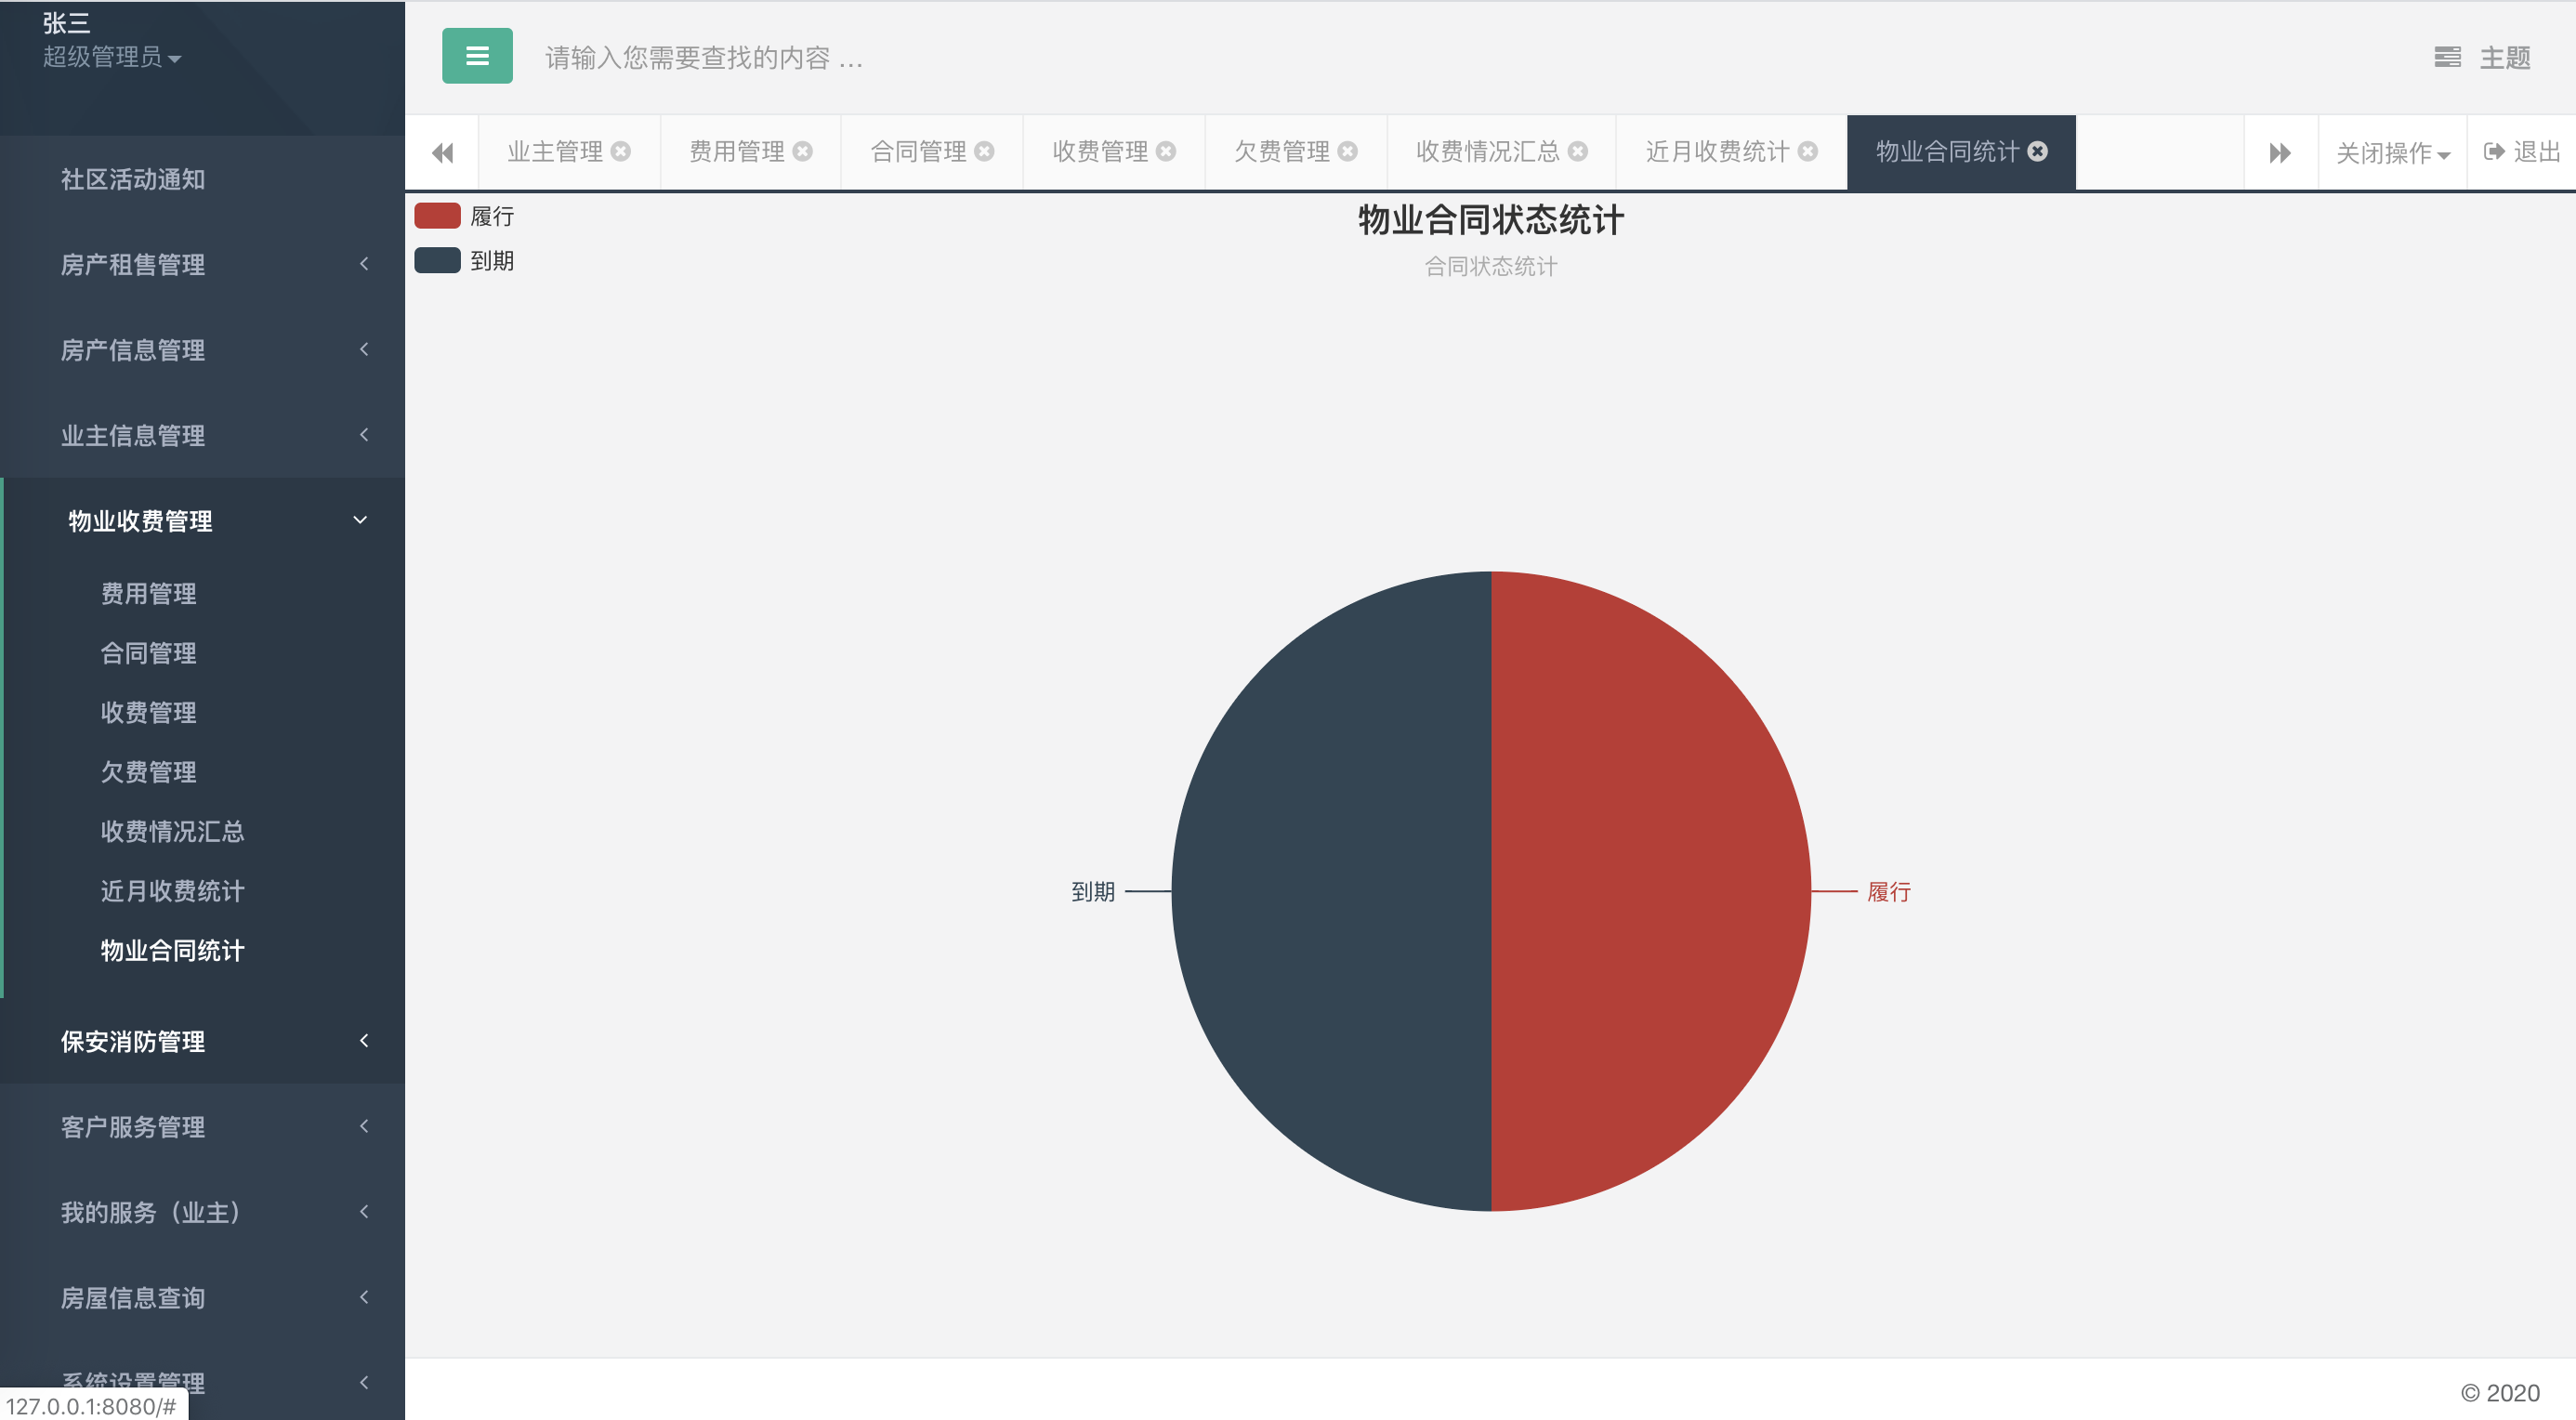 张三
超级管理员
社区活动通知
房产租售管理
房产信息管理
业主信息管理
物业收费管理
费用管理
合同管理
收费管理
欠费管理
收费情况汇总
近月收费统计
物业合同统计
保安消防管理
客户服务管理
我的服务（业主）
房屋信息查询
系统设置管理
127.0.0.1:8080/#
请输入您需要查找的内容 …
主题
业主管理
费用管理
合同管理
收费管理
欠费管理
收费情况汇总
近月收费统计
物业合同统计
关闭操作
退出
履行
到期
物业合同状态统计
合同状态统计
到期
履行
© 2020